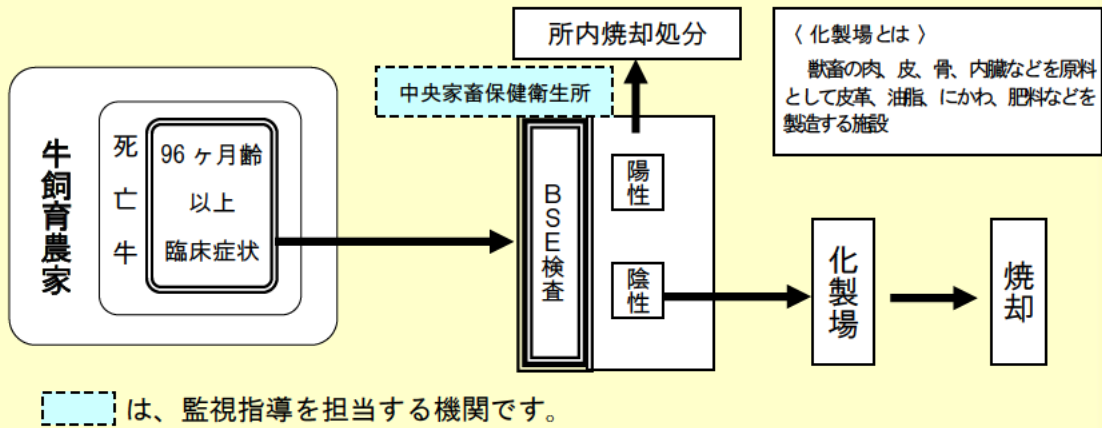 所内焼却処分
〈 化製場とは 〉
獣畜の肉、皮、骨、内臓などを原料
として皮革、油脂、にかわ、肥料などを
製造する施設
中央家畜保健衛生所
牛飼育農家
死亡牛
96 ヶ月齢
以上
臨床症状
BSE検査
陽性
陰性
化製場
焼却
は、監視指導を担当する機関です。